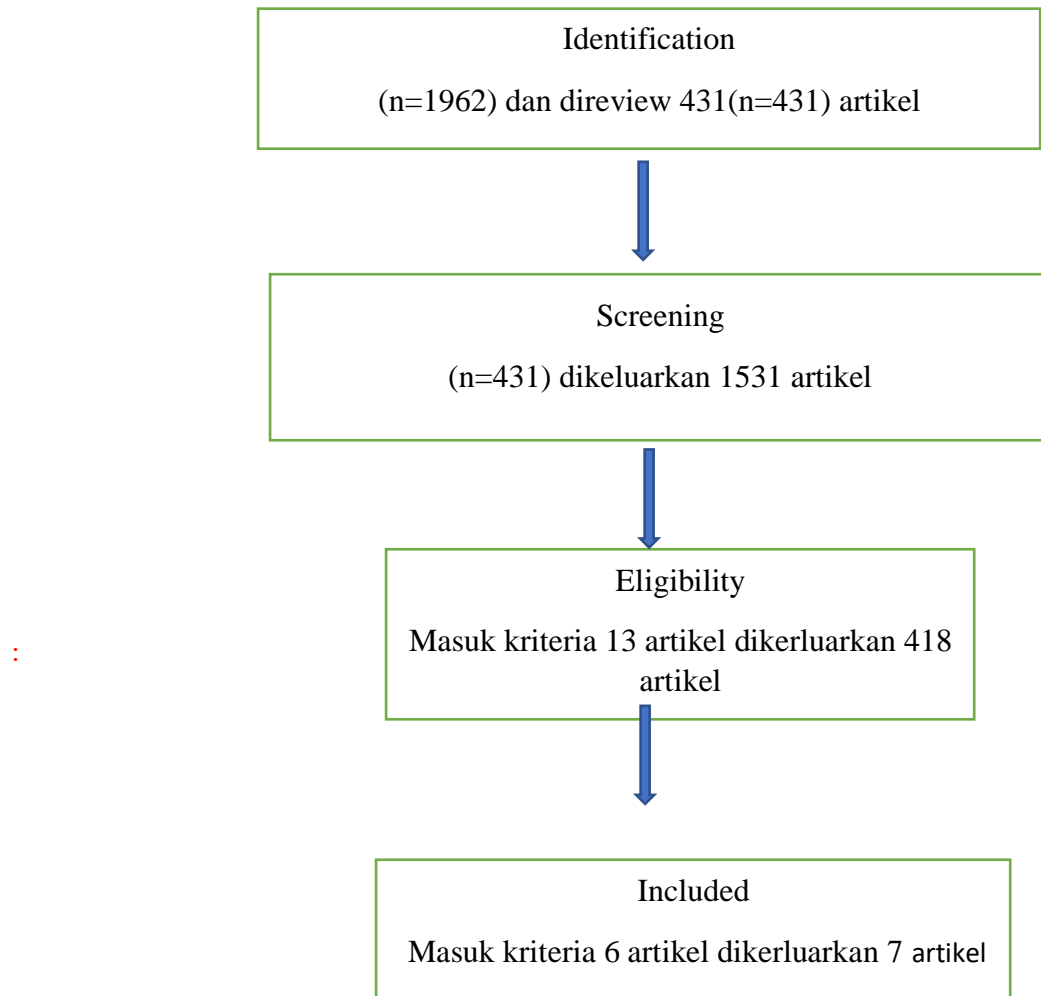 Identification
(n=1962) dan direview 431(n=431) artikel
Screening
(n=431) dikeluarkan 1531 artikel
Eligibility
Masuk kriteria 13 artikel dikerluarkan 418
artikel
:
Included
Masuk kriteria 6 artikel dikerluarkan 7 artikel